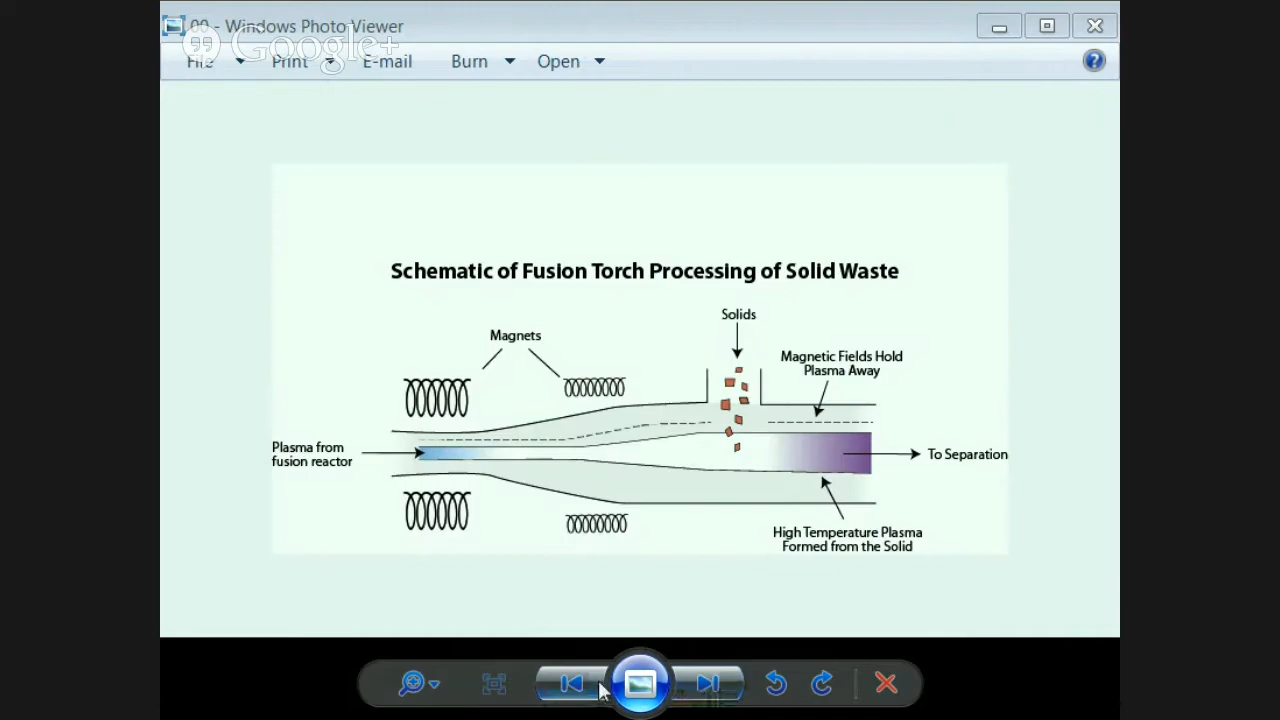 00 - Windows Photo Viewer
Google+
File Print E-mail Burn Open
Schematic of Fusion Torch Processing of Solid Waste
Solids
Magnets
Magnetic Fields Hold
Plasma Away
Plasma from
fusion reactor
To Separation
High Temperature Plasma
Formed from the Solid